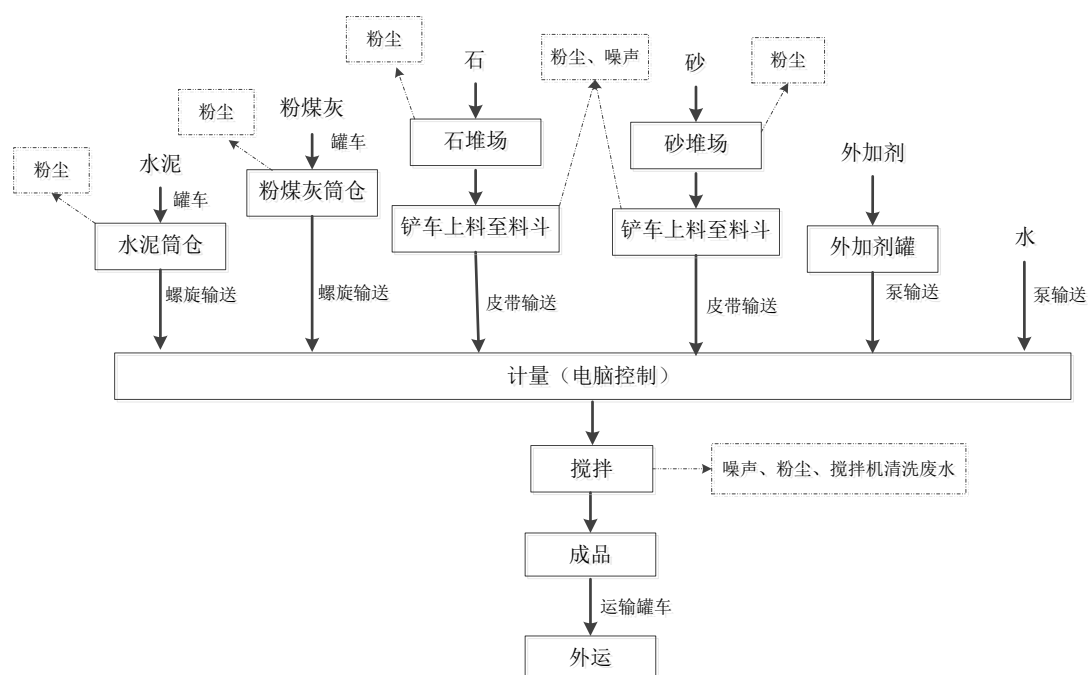 粉尘
石
粉尘、噪声
砂
粉尘
粉尘
粉煤灰
罐车
石堆场
砂堆场
外加剂
粉尘
水泥
罐车
粉煤灰筒仓
铲车上料至料斗
铲车上料至料斗
水泥筒仓
外加剂罐
水
螺旋输送
螺旋输送
皮带输送
皮带输送
泵输送
泵输送
计量（电脑控制）
搅拌
噪声、粉尘、搅拌机清洗废水
成品
运输罐车
外运